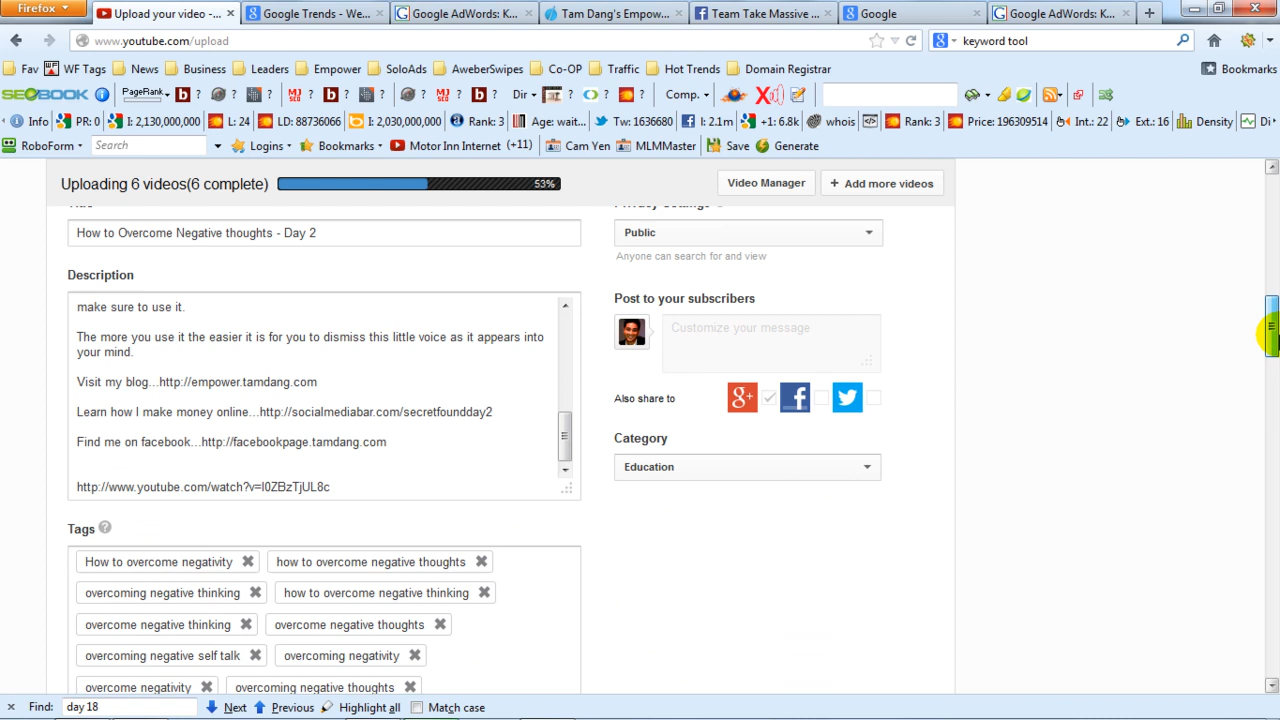 Firefox
Upload your video -...
Google Trends - We...
Google AdWords: K...
Tam Dang's Empow...
Team Take Massive ...
Google
Google AdWords: K...
www.youtube.com/upload
keyword tool
Fav
WF Tags
News
Business
Leaders
Empower
SoloAds
AweberSwipes
Co-OP
Traffic
Hot Trends
Domain Registrar
Bookmarks
SEOBOOK PageRank ? ? ? ? ? ? ? ? Dir ? ? ? Comp.
Info PR: 0 I: 2,130,000,000 L: 24 LD: 88736066 I: 2,030,000,000 Rank: 3 Age: wait... Tw: 1636680 I: 2.1m +1: 6.8k whois Rank: 3 Price: 196309514 Int.: 22 Ext.: 16 Density Di
RoboForm Search Logins Bookmarks Motor Inn Internet (+11) Cam Yen MLMMaster Save Generate
Uploading 6 videos(6 complete) 53% Video Manager + Add more videos
Title
How to Overcome Negative thoughts - Day 2
Description
make sure to use it.
The more you use it the easier it is for you to dismiss this little voice as it appears into
your mind.
Visit my blog...http://empower.tamdang.com
Learn how I make money online...http://socialmediabar.com/secretfoundday2
Find me on facebook...http://facebookpage.tamdang.com
http://www.youtube.com/watch?v=l0ZBzTjUL8c
Tags ?
How to overcome negativity
how to overcome negative thoughts
overcoming negative thinking
how to overcome negative thinking
overcome negative thinking
overcome negative thoughts
overcoming negative self talk
overcoming negativity
overcome negativity
overcoming negative thoughts
Privacy Settings
Public
Anyone can search for and view
Post to your subscribers
Customize your message
Also share to
Category
Education
Find: day 18 Next Previous Highlight all Match case